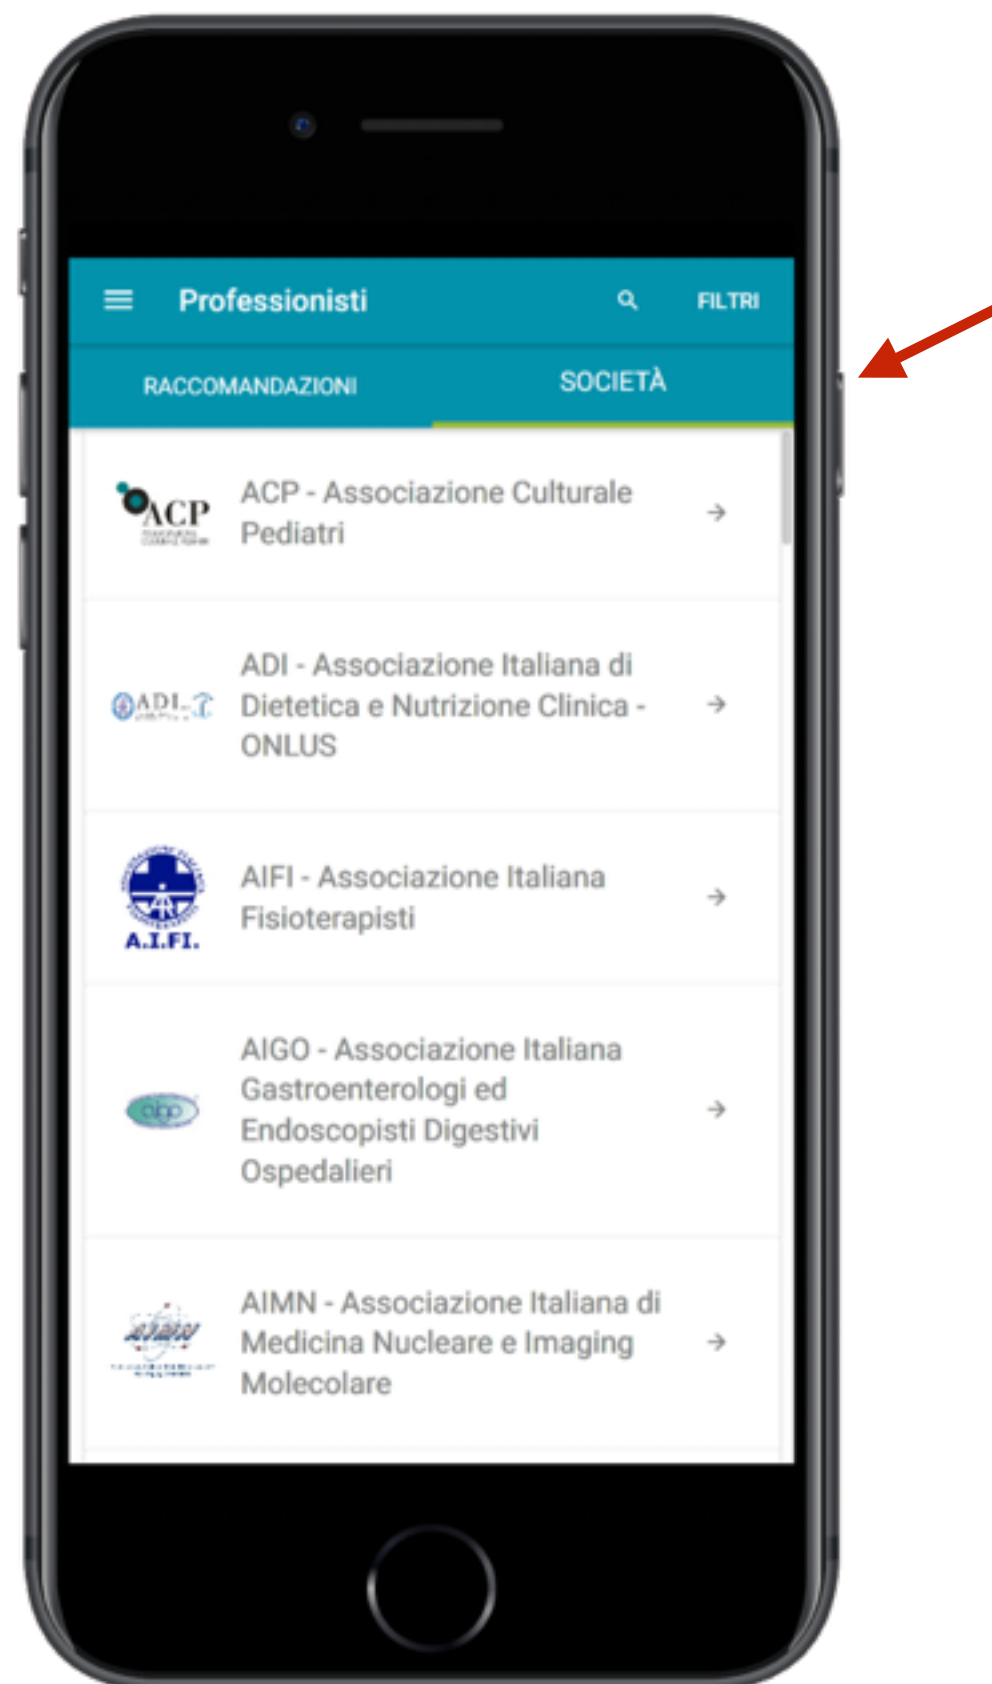 Professionisti
FILTRI
RACCOMANDAZIONI
SOCIETÀ
ACP
ACP - Associazione Culturale
Pediatri
ADI
ADI - Associazione Italiana di
Dietetica e Nutrizione Clinica -
ONLUS
A.I.FI.
AIFI - Associazione Italiana
Fisioterapisti
aigo
AIGO - Associazione Italiana
Gastroenterologi ed
Endoscopisti Digestivi
Ospedalieri
AIMN
AIMN - Associazione Italiana di
Medicina Nucleare e Imaging
Molecolare